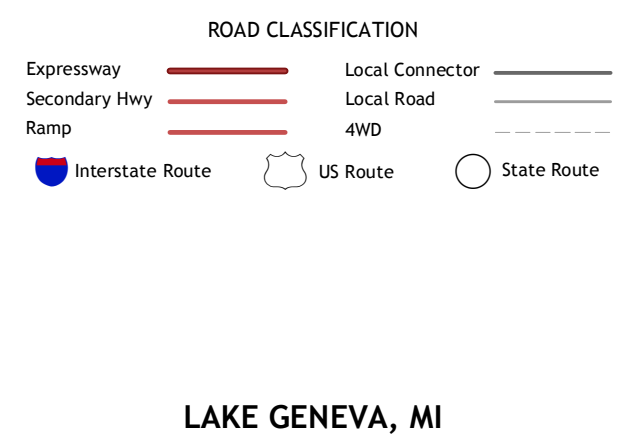 ROAD CLASSIFICATION
Expressway
Local Connector
Secondary Hwy
Local Road
Ramp
4WD
Interstate Route
US Route
State Route
LAKE GENEVA, MI